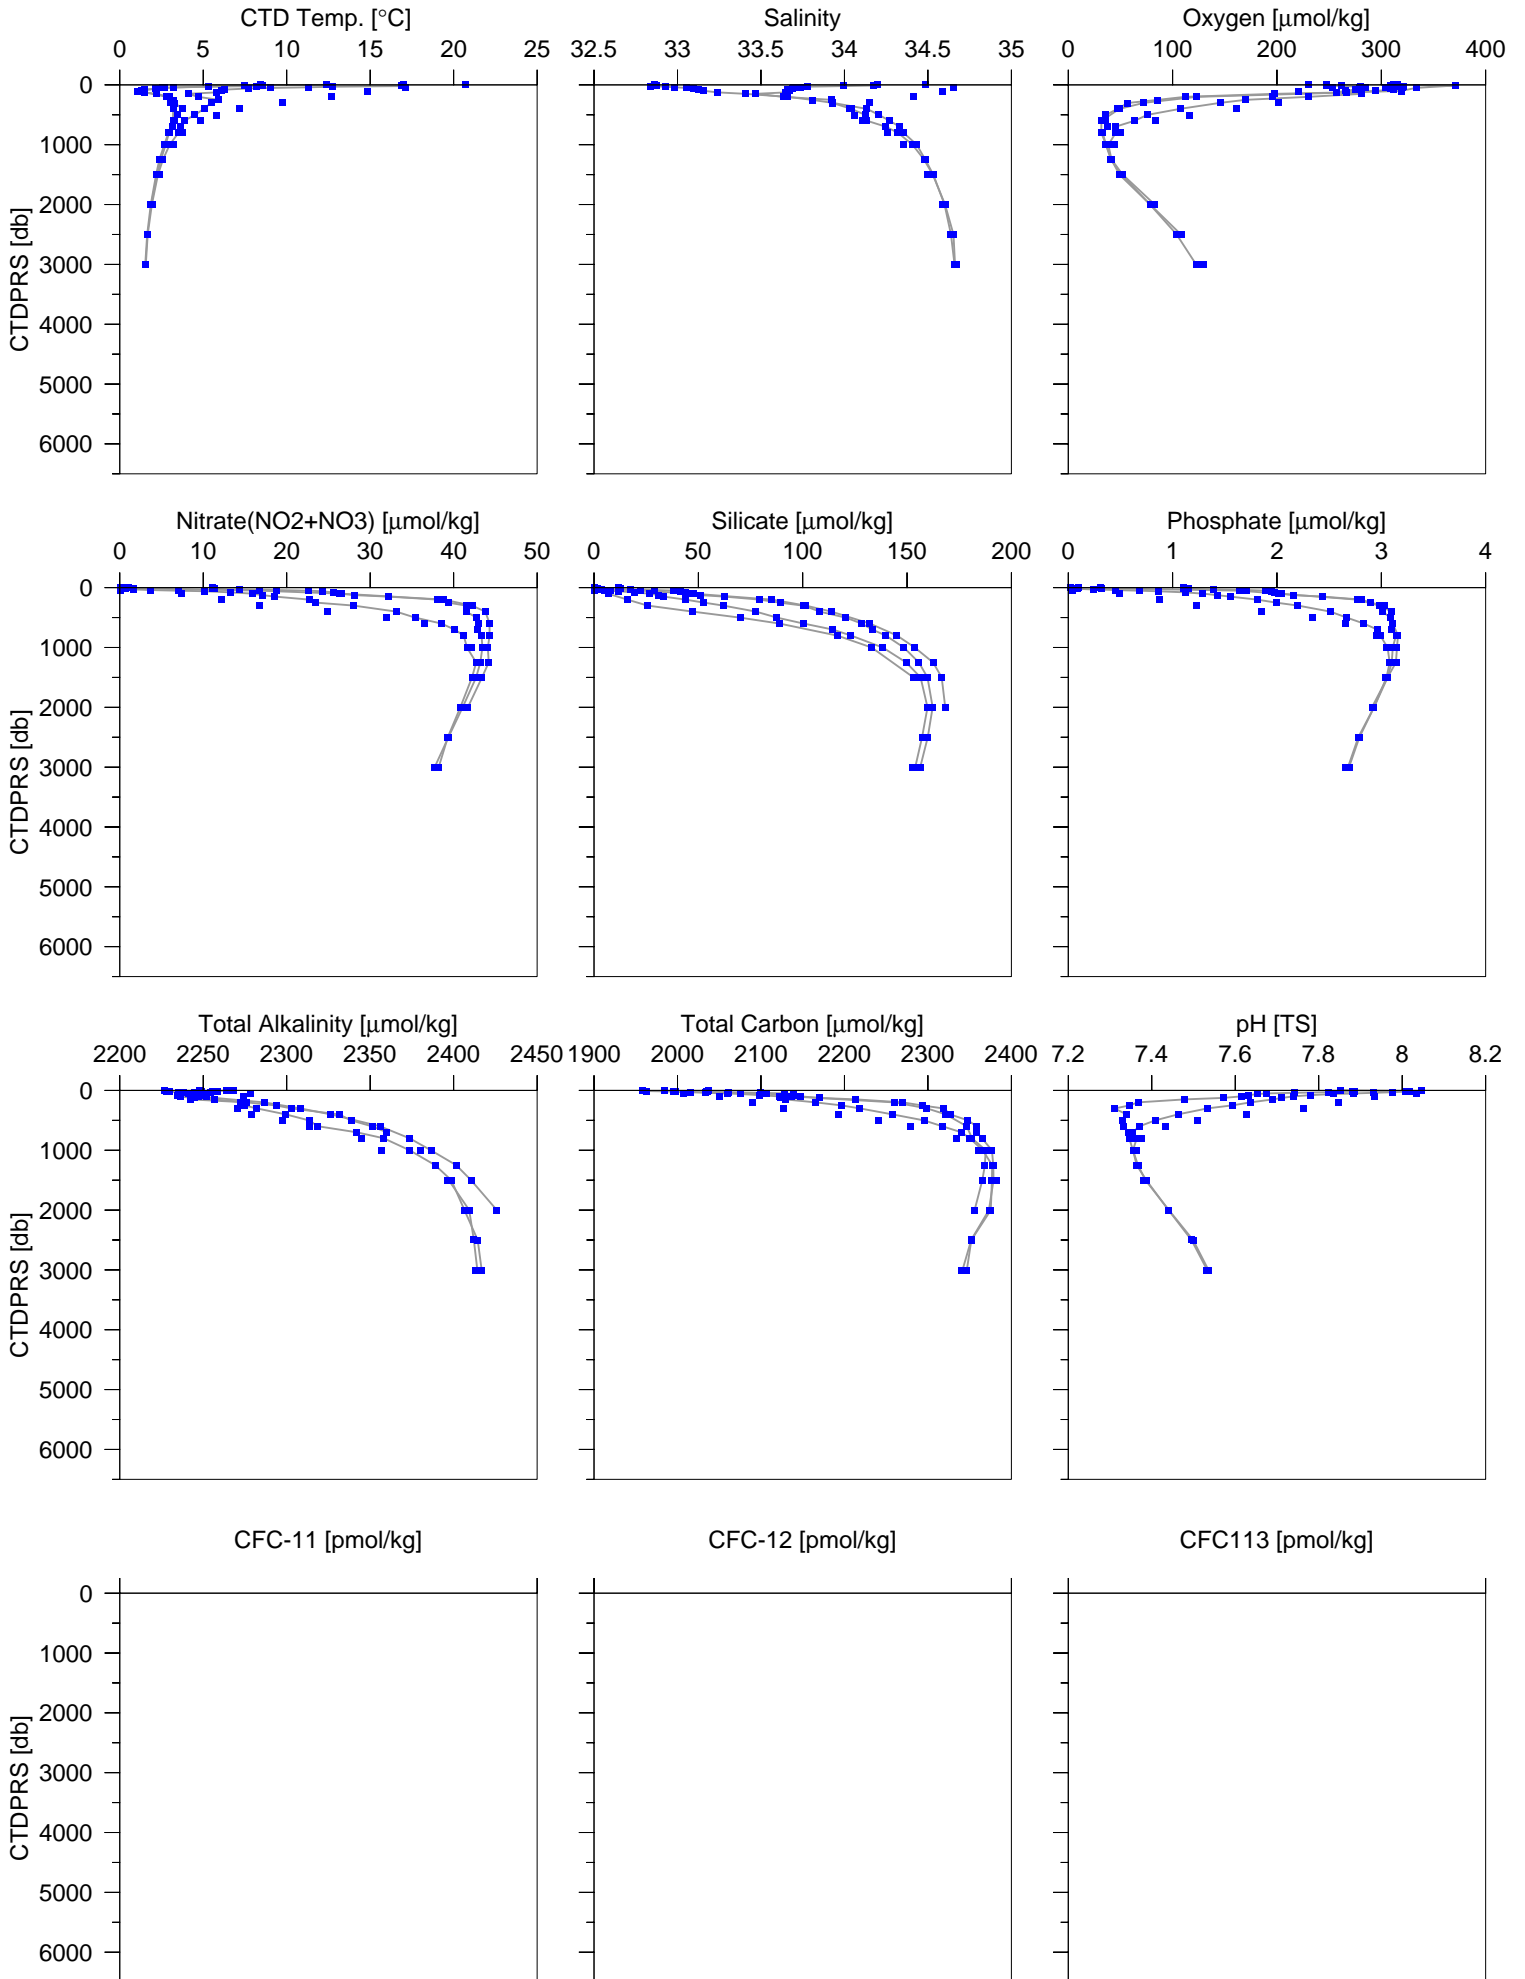 CTD Temp. [°C] Salinity Oxygen [μmol/kg]
0 5 10 15 20 25 32.5 33 33.5 34 34.5 35 0 100 200 300 400
0
1000
2000
3000
4000
5000
6000
CTDPRS [db]
Nitrate(NO2+NO3) [μmol/kg] Silicate [μmol/kg] Phosphate [μmol/kg]
0 10 20 30 40 50 0 50 100 150 200 0 1 2 3 4
0
1000
2000
3000
4000
5000
6000
CTDPRS [db]
Total Alkalinity [μmol/kg] Total Carbon [μmol/kg] pH [TS]
2200 2250 2300 2350 2400 2450 1900 2000 2100 2200 2300 2400 7.2 7.4 7.6 7.8 8 8.2
0
1000
2000
3000
4000
5000
6000
CTDPRS [db]
CFC-11 [pmol/kg] CFC-12 [pmol/kg] CFC113 [pmol/kg]
0
1000
2000
3000
4000
5000
6000
CTDPRS [db]